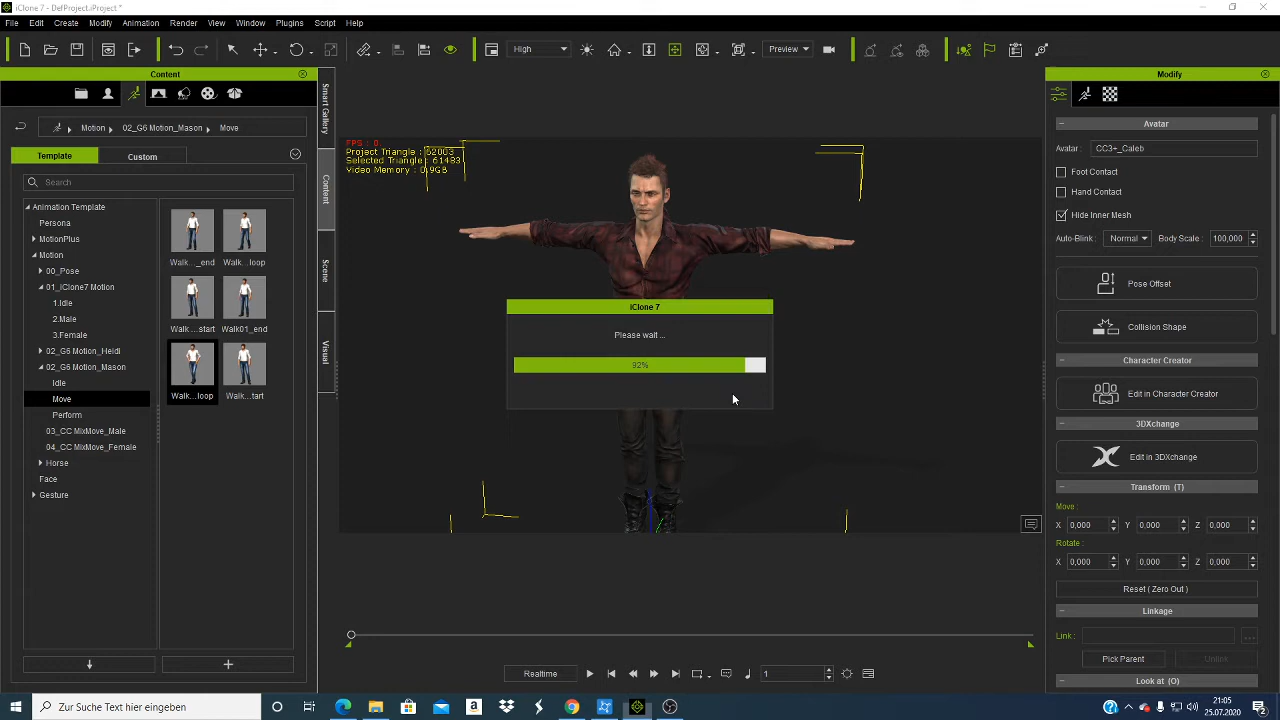 iClone 7 - DefProject.iProject *
File Edit Create Modify Animation Render View Window Plugins Script Help
High Preview
Content
Motion 02_G6 Motion_Mason Move
Template Custom
Search
Animation Template
Persona
MotionPlus
Motion
00_Pose
01_iClone7 Motion
1.Idle
2.Male
3.Female
02_G6 Motion_Heidi
02_G6 Motion_Mason
Idle
Move
Perform
03_CC MixMove_Male
04_CC MixMove_Female
Horse
Face
Gesture
Walk..._end Walk...loop
Walk...start Walk01_end
Walk...loop Walk...tart
Smart Gallery
Content
Scene
Visual
FPS : 0
Project Triangle : 62003
Selected Triangle : 61483
Video Memory : 0.9GB
iClone 7
Please wait ...
92%
Realtime 1
Modify
Avatar
Avatar : CC3+_Caleb
Foot Contact
Hand Contact
Hide Inner Mesh
Auto-Blink : Normal Body Scale : 100,000
Pose Offset
Collision Shape
Character Creator
Edit in Character Creator
3DXchange
Edit in 3DXchange
Transform (T)
Move :
X 0,000 Y 0,000 Z 0,000
Rotate :
X 0,000 Y 0,000 Z 0,000
Reset ( Zero Out )
Linkage
Link :
Pick Parent Unlink
Look at (O)
Zur Suche Text hier eingeben
21:05
25.07.2020
2